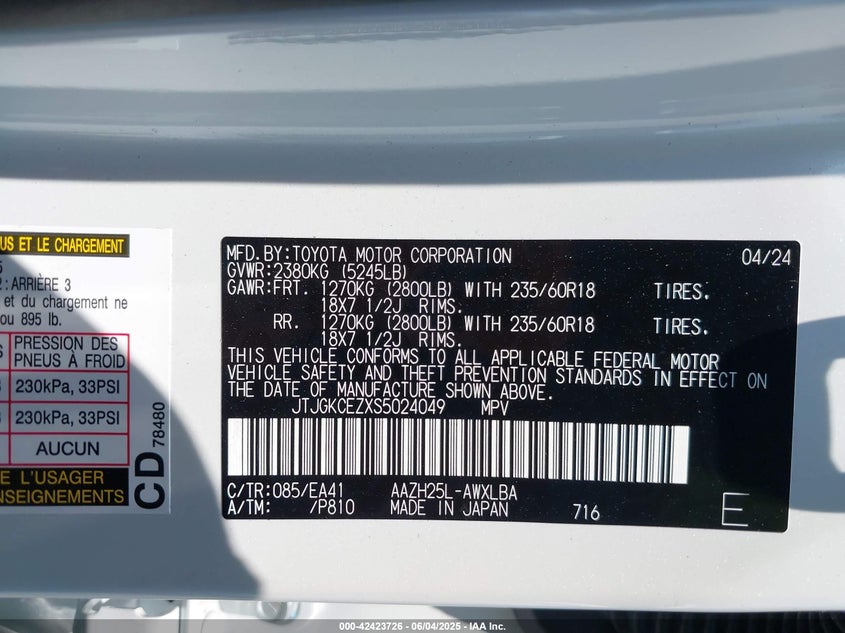 US ET LE CHARGEMENT
5
2: ARRIÈRE 3
et du chargement ne
ou 895 lb.
S PRESSION DES
PNEUS À FROID
230kPa, 33PSI
230kPa, 33PSI
AUCUN
E L'USAGER
NSEIGNEMENTS
CD 78480
MFD.BY:TOYOTA MOTOR CORPORATION 04/24
GVWR:2380KG (5245LB)
GAWR:FRT. 1270KG (2800LB) WITH 235/60R18 TIRES.
18X7 1/2J RIMS.
RR. 1270KG (2800LB) WITH 235/60R18 TIRES.
18X7 1/2J RIMS.
THIS VEHICLE CONFORMS TO ALL APPLICABLE FEDERAL MOTOR
VEHICLE SAFETY AND THEFT PREVENTION STANDARDS IN EFFECT ON
THE DATE OF MANUFACTURE SHOWN ABOVE.
JTJGKCEZXS5024049 MPV
C/TR:085/EA41 AAZH25L-AWXLBA
A/TM: /P810 MADE IN JAPAN 716 E
000-42423726 - 06/04/2025 - IAA Inc.